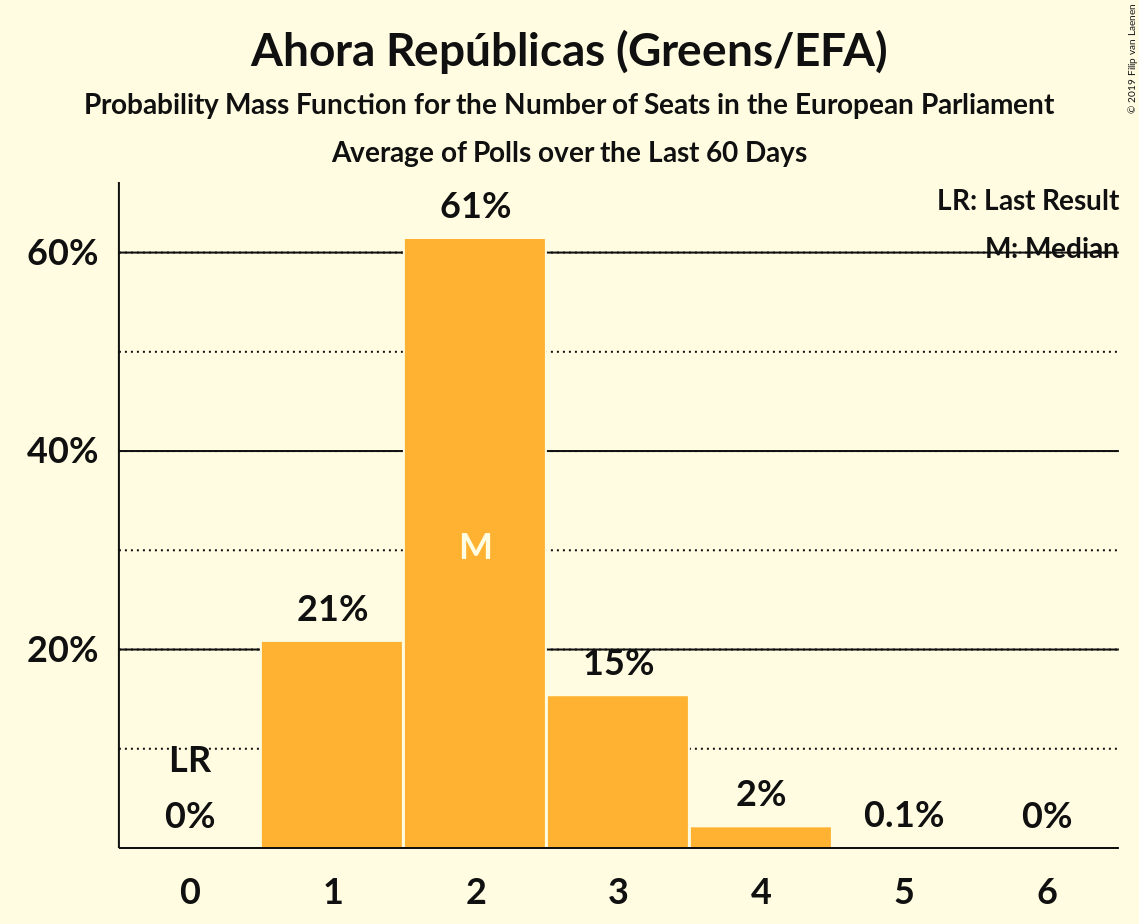 Ahora Repúblicas (Greens/EFA)
Probability Mass Function for the Number of Seats in the European Parliament
Average of Polls over the Last 60 Days
© 2019 Filip van Laenen
LR: Last Result
M: Median
61%
60%
40%
M
21%
20%
15%
LR
0%
2%
0.1%
0%
0 1 2 3 4 5 6